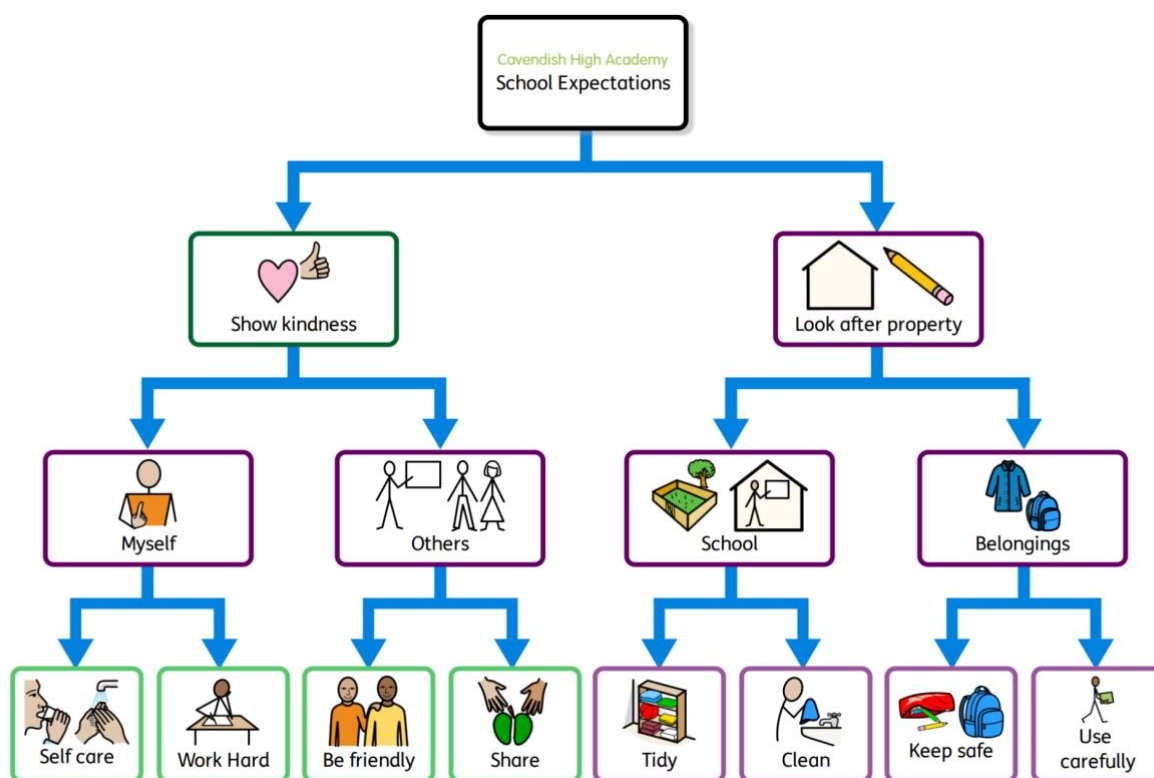 Cavendish High Academy
School Expectations
Show kindness
Look after property
Myself
Others
School
Belongings
Self care
Work Hard
Be friendly
Share
Tidy
Clean
Keep safe
Use
carefully